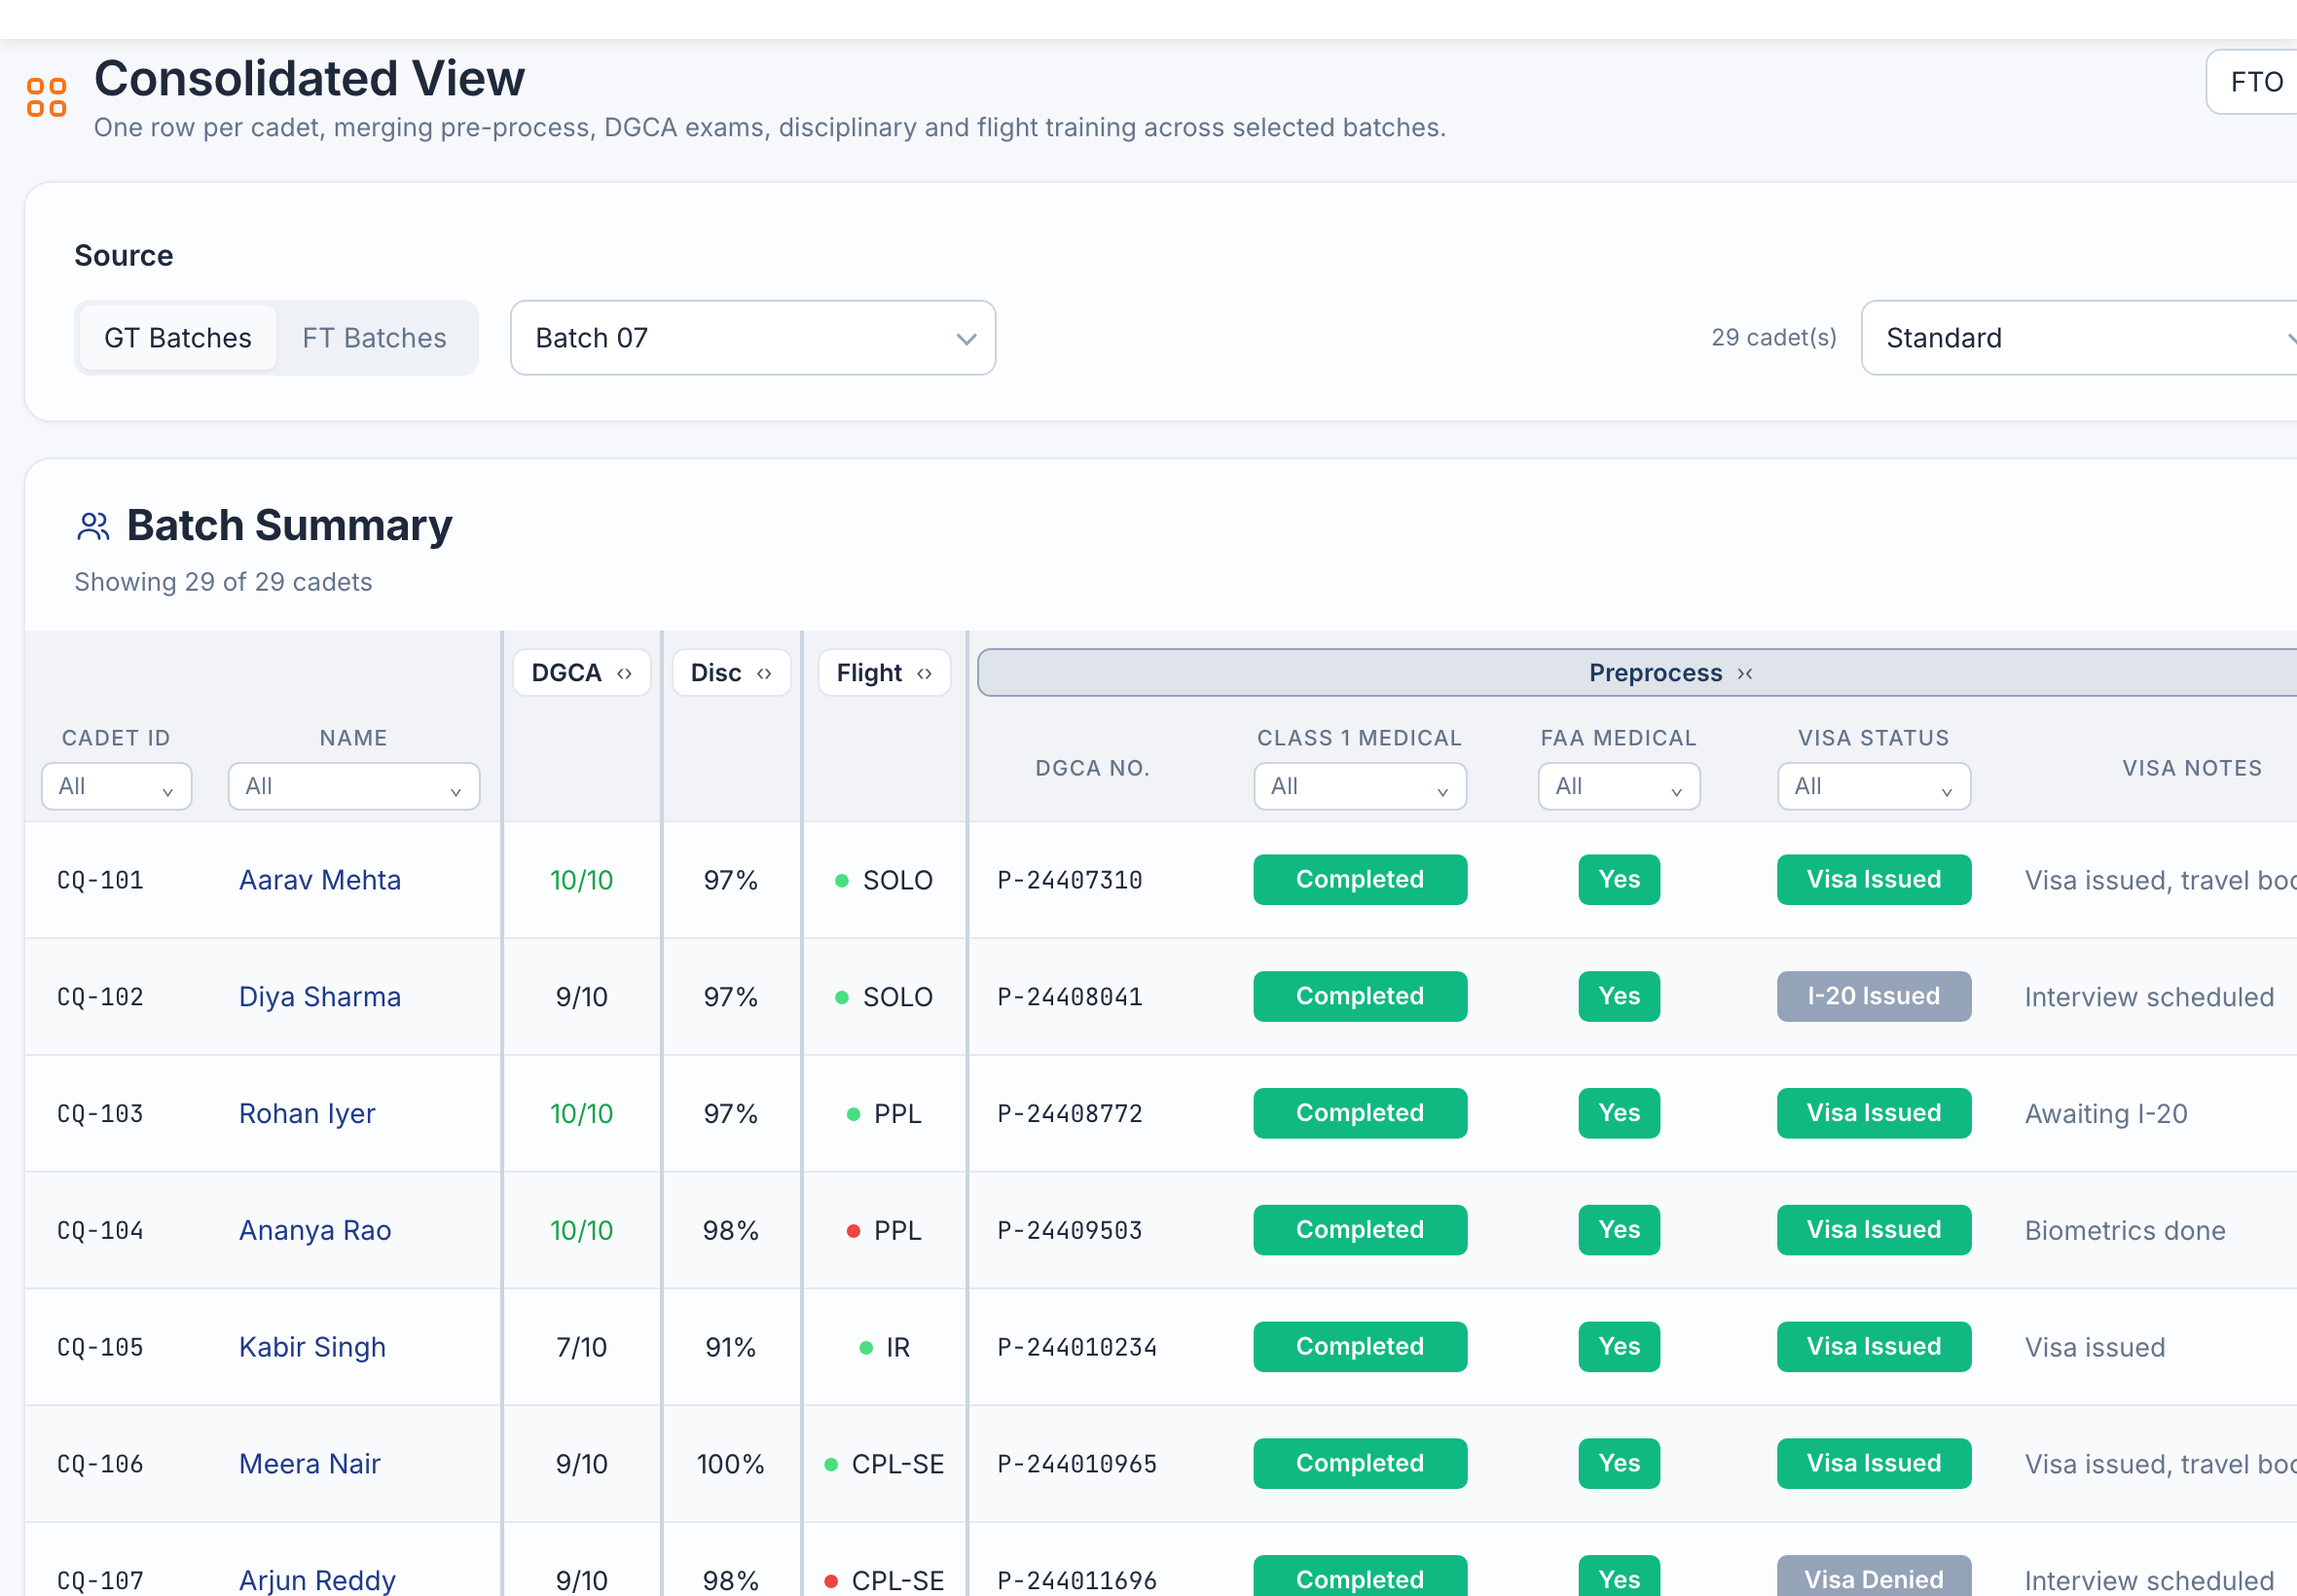 Consolidated View
One row per cadet, merging pre-process, DGCA exams, disciplinary and flight training across selected batches.
FTO
Source
GT Batches FT Batches Batch 07 29 cadet(s) Standard
Batch Summary
Showing 29 of 29 cadets
DGCA Disc Flight Preprocess
CADET ID NAME DGCA NO. CLASS 1 MEDICAL FAA MEDICAL VISA STATUS VISA NOTES
All All All All All
CQ-101 Aarav Mehta 10/10 97% SOLO P-24407310 Completed Yes Visa Issued Visa issued, travel
CQ-102 Diya Sharma 9/10 97% SOLO P-24408041 Completed Yes I-20 Issued Interview scheduled
CQ-103 Rohan Iyer 10/10 97% PPL P-24408772 Completed Yes Visa Issued Awaiting I-20
CQ-104 Ananya Rao 10/10 98% PPL P-24409503 Completed Yes Visa Issued Biometrics done
CQ-105 Kabir Singh 7/10 91% IR P-244010234 Completed Yes Visa Issued Visa issued
CQ-106 Meera Nair 9/10 100% CPL-SE P-244010965 Completed Yes Visa Issued Visa issued, travel
CQ-107 Arjun Reddy 9/10 98% CPL-SE P-244011696 Completed Yes Visa Denied Interview scheduled